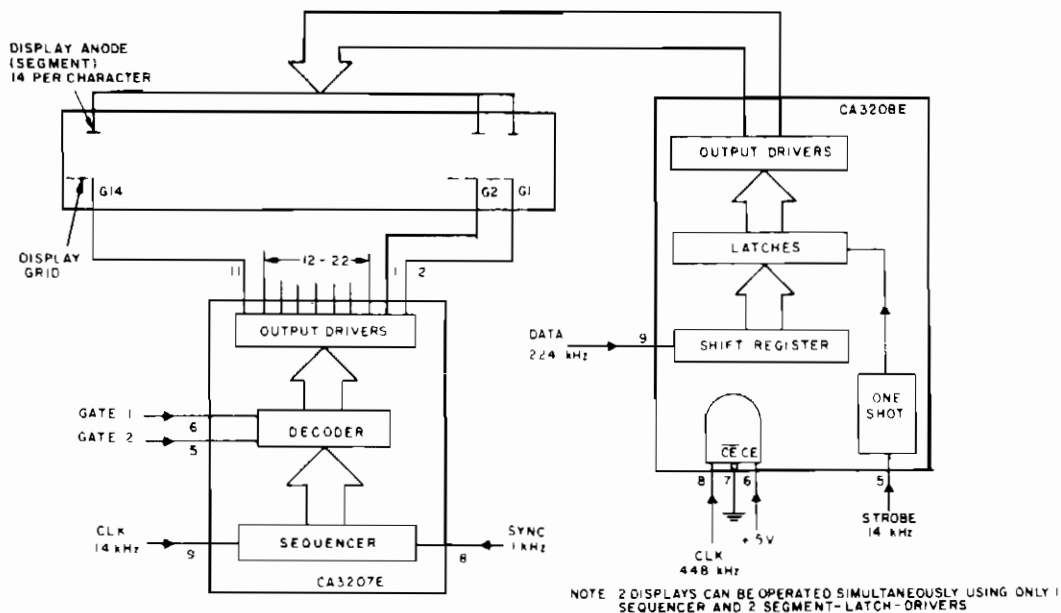 DISPLAY ANODE
(SEGMENT)
14 PER CHARACTER
G14
G2
G1
DISPLAY
GRID
11
12-22
1
2
OUTPUT DRIVERS
GATE 1
6
GATE 2
5
DECODER
CLK
14 kHz
9
SEQUENCER
SYNC
1 kHz
8
CA3207E
CA3208E
OUTPUT DRIVERS
LATCHES
DATA
224 kHz
9
SHIFT REGISTER
ONE
SHOT
CE CE
8
7
6
5
CLK
448 kHz
+5V
STROBE
14 kHz
NOTE 2 DISPLAYS CAN BE OPERATED SIMULTANEOUSLY USING ONLY 1
SEQUENCER AND 2 SEGMENT-LATCH-DRIVERS